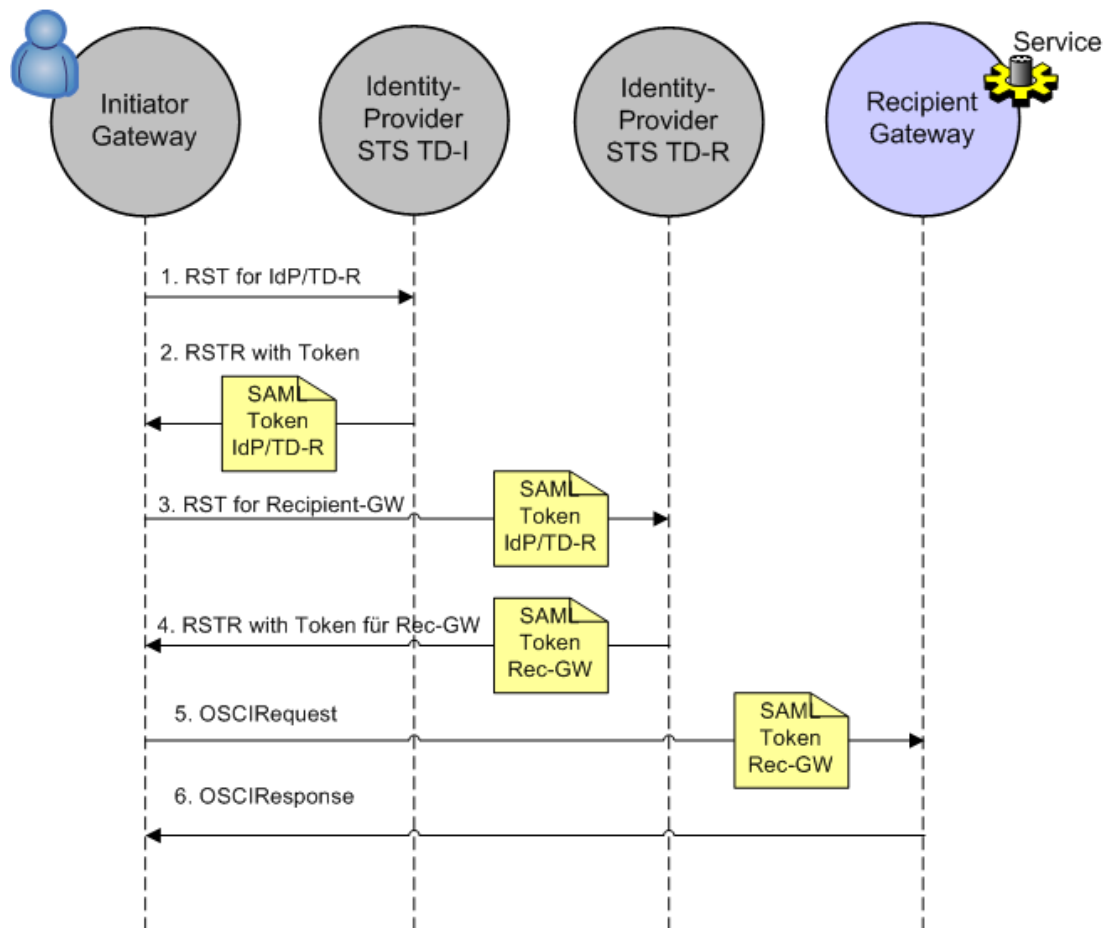 Service
Initiator
Gateway
Identity-
Provider
STS TD-I
Identity-
Provider
STS TD-R
Recipient
Gateway
1. RST for IdP/TD-R
2. RSTR with Token
SAML
Token
IdP/TD-R
3. RST for Recipient-GW
SAML
Token
IdP/TD-R
4. RSTR with Token für Rec-GW
SAML
Token
Rec-GW
5. OSCIRequest
SAML
Token
Rec-GW
6. OSCIResponse